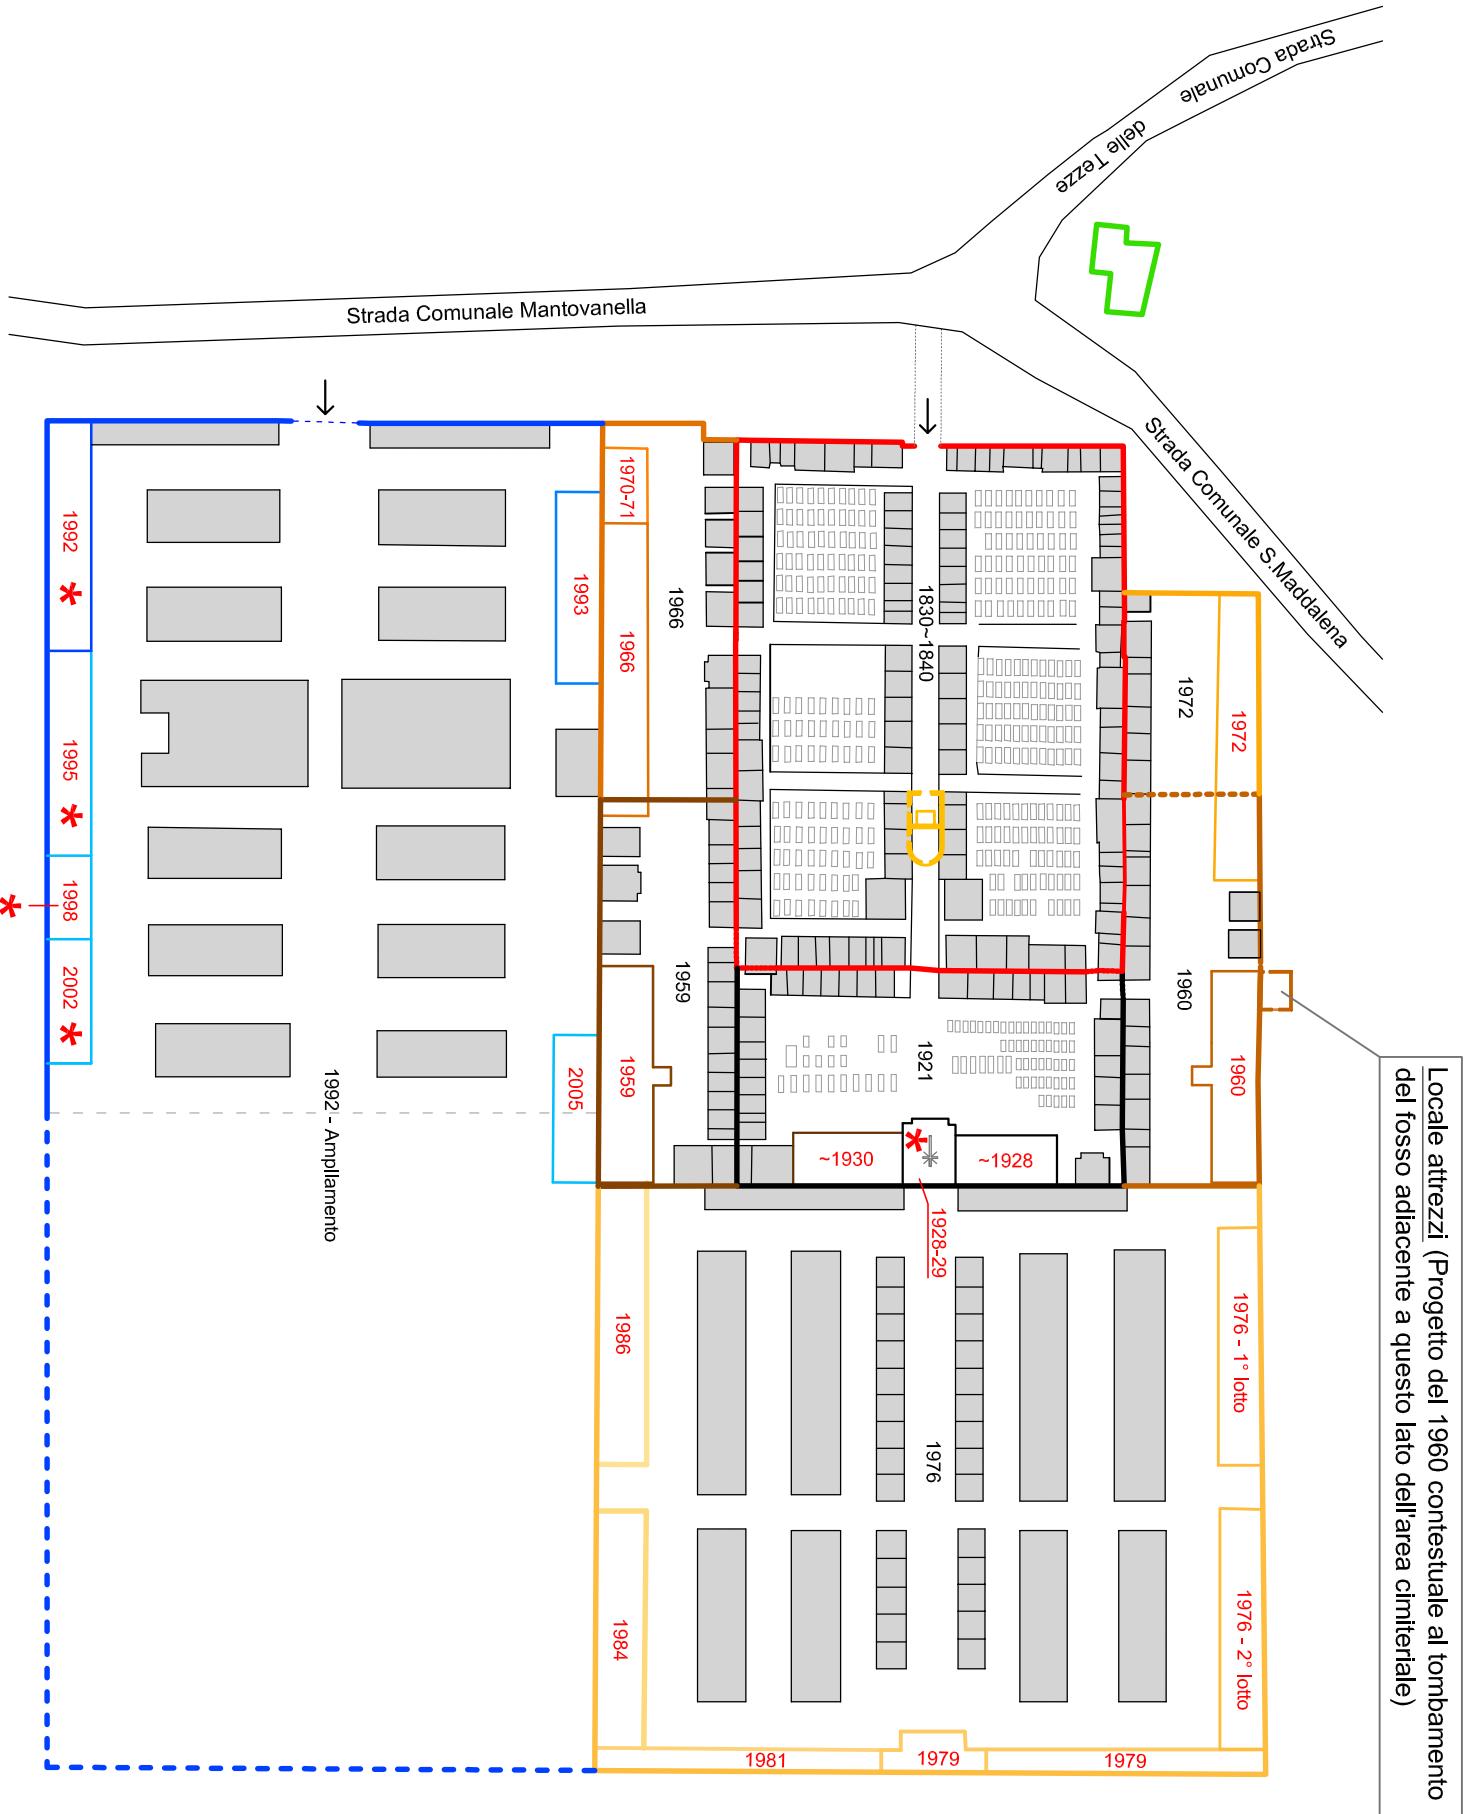 Strada Comunale
delle Tezze
Strada Comunale Mantovanella
Strada Comunale S.Maddalena
1970-71
1966
1966
1993
1992
1995
1998
2002
2005
1830~1840
1972
1972
1959
1959
1960
1960
1921
~1930
~1928
1928-29
1992 - Ampliamento
1986
1984
1976
1976 - 1° lotto
1976 - 2° lotto
1981
1979
1979
Locale attrezzi (Progetto del 1960 contestuale al tombamento
del fosso adiacente a questo lato dell'area cimiteriale)